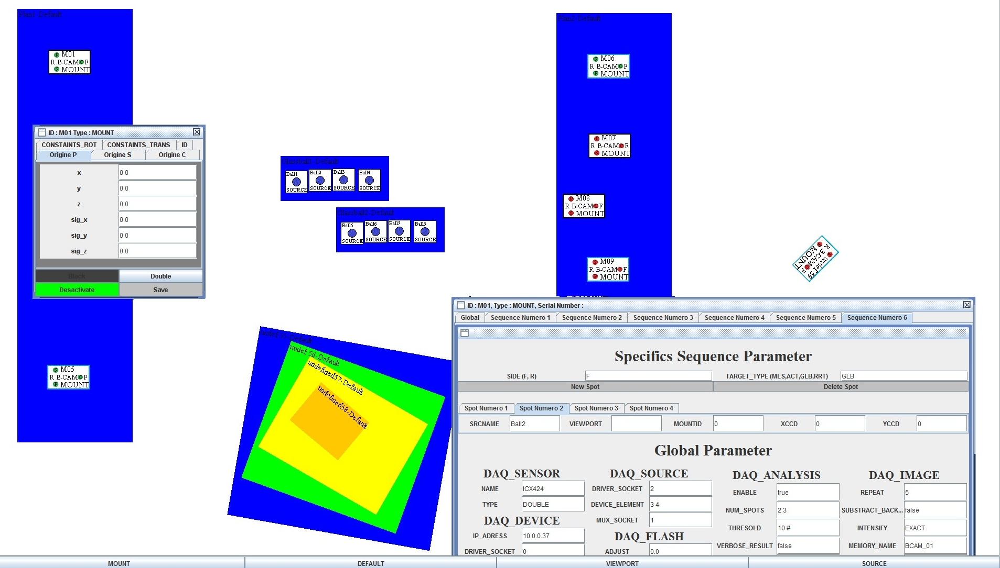 Plan1-Default
M01
R B-CAM C F
P
S MOUNT
ID : M01 Type : MOUNT
CONSTAINTS_ROT CONSTAINTS_TRANS ID
Origine P Origine S Origine C
x 0.0
y 0.0
z 0.0
sig_x 0.0
sig_y 0.0
sig_z 0.0
Black Double
Desactivate Save
S M05
R B-CAM C F
P MOUNT
Glassball1-Default
Ball1 Ball2 Ball3 Ball4
SOURCE SOURCE SOURCE SOURCE
Glassball2-Default
Ball5 Ball6 Ball7 Ball8
SOURCE SOURCE SOURCE SOURCE
undef 55-Default
undef 56-Default
undefined57-Default
undefined58-Default
Plan2-Default
S M06
R B-CAM C F
P MOUNT
P M07
R B-CAM C F
S MOUNT
P M08
R B-CAM C F
S MOUNT
S M09
R B-CAM C F
P MOUNT
undef 59
R B-CAM F
MOUNT
ID : M01, Type : MOUNT, Serial Number :
Global Sequence Numero 1 Sequence Numero 2 Sequence Numero 3 Sequence Numero 4 Sequence Numero 5 Sequence Numero 6
Specifics Sequence Parameter
SIDE (F, R) F TARGET_TYPE (MLS,ACT,GLB,RRT) GLB
New Spot Delete Spot
Spot Numero 1 Spot Numero 2 Spot Numero 3 Spot Numero 4
SRCNAME Ball2 VIEWPORT MOUNTID 0 XCCD 0 YCCD 0
Global Parameter
DAQ_SENSOR
NAME ICX424
TYPE DOUBLE
DAQ_DEVICE
IP_ADRESS 10.0.0.37
DRIVER_SOCKET 0
DAQ_SOURCE
DRIVER_SOCKET 2
DEVICE_ELEMENT 3 4
MUX_SOCKET 1
DAQ_FLASH
ADJUST 0.0
DAQ_ANALYSIS
ENABLE true
NUM_SPOTS 2 3
THRESOLD 10 #
VERBOSE_RESULT false
DAQ_IMAGE
REPEAT 5
SUBSTRACT_BACK... false
INTENSIFY EXACT
MEMORY_NAME BCAM_01
MOUNT DEFAULT VIEWPORT SOURCE